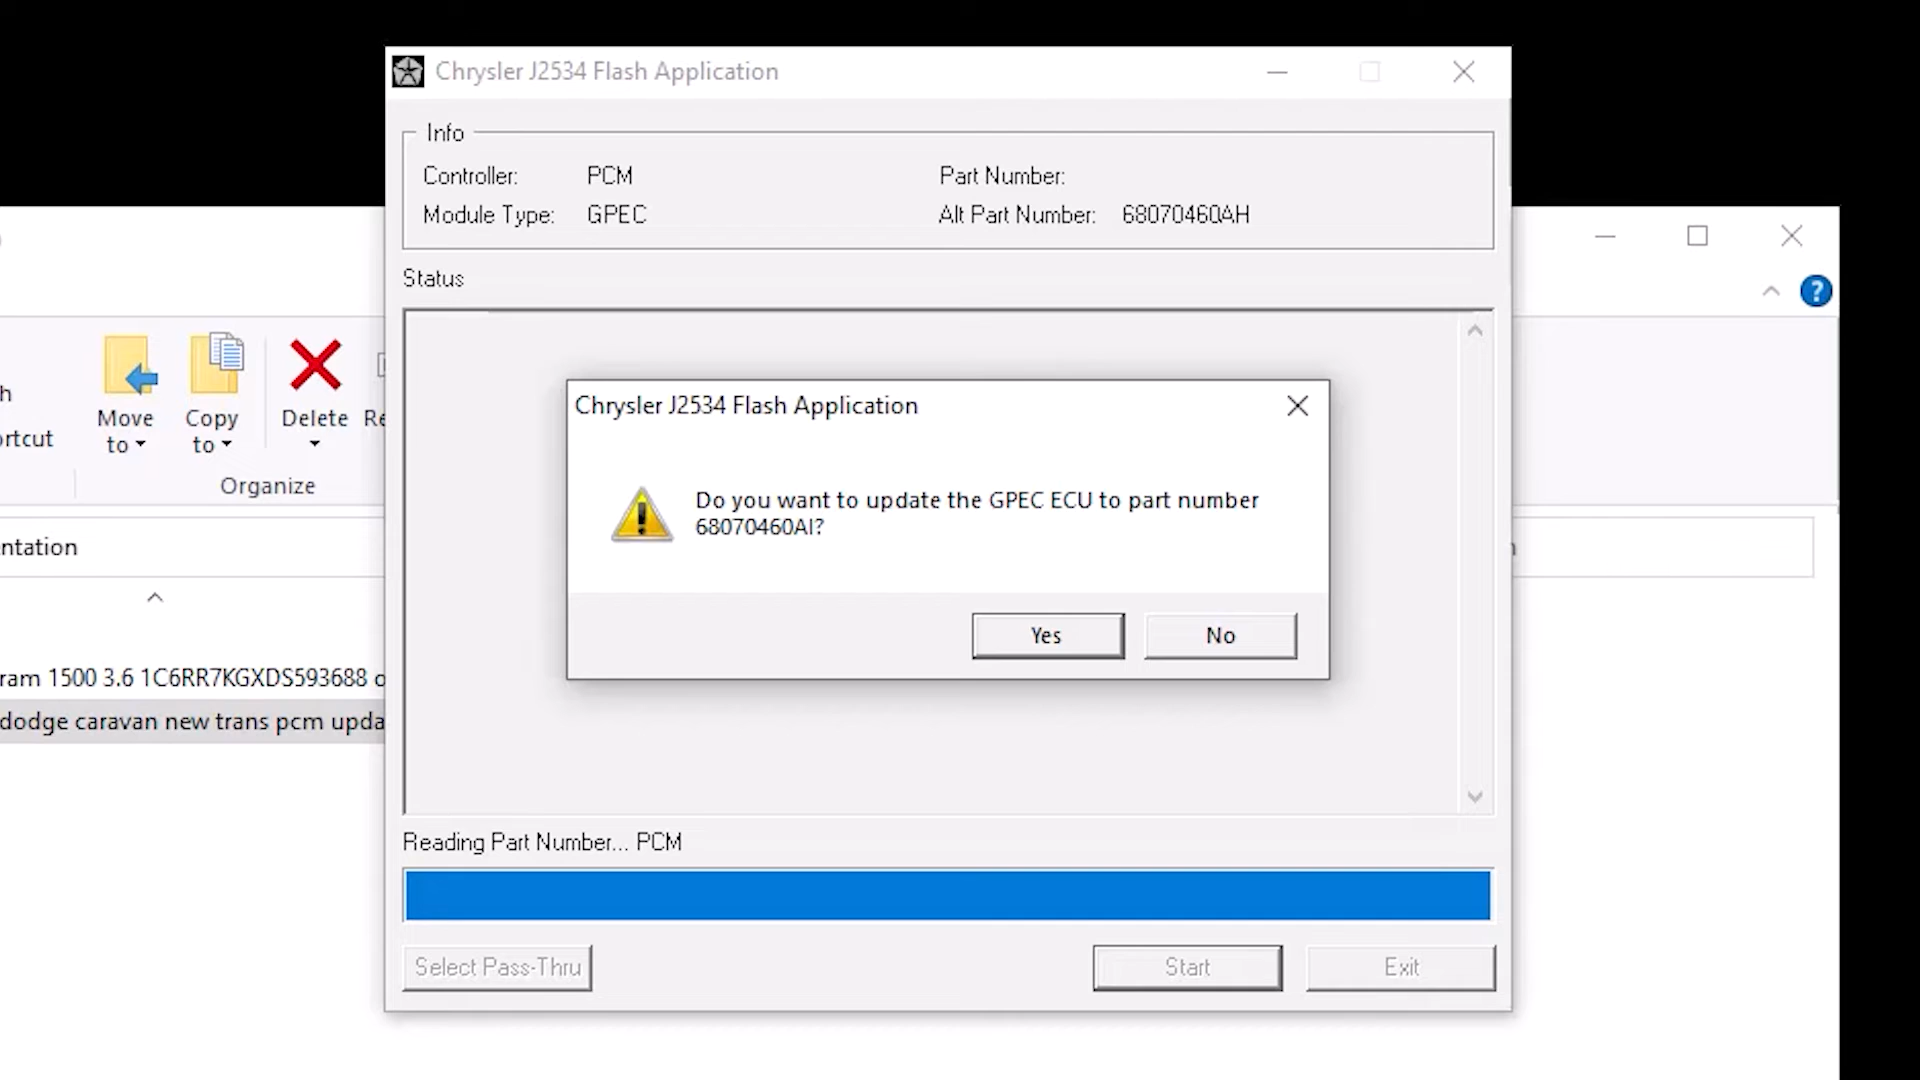 Chrysler J2534 Flash Application
Info
Controller: PCM Part Number:
Module Type: GPEC Alt Part Number: 68070460AH
Status
Move to
Copy to
Delete
ortcut
Organize
ntation
Chrysler J2534 Flash Application
Do you want to update the GPEC ECU to part number
68070460AI?
Yes No
ram 1500 3.6 1C6RR7KGXDS593688 o
dodge caravan new trans pcm upda
Reading Part Number... PCM
Select Pass-Thru Start Exit